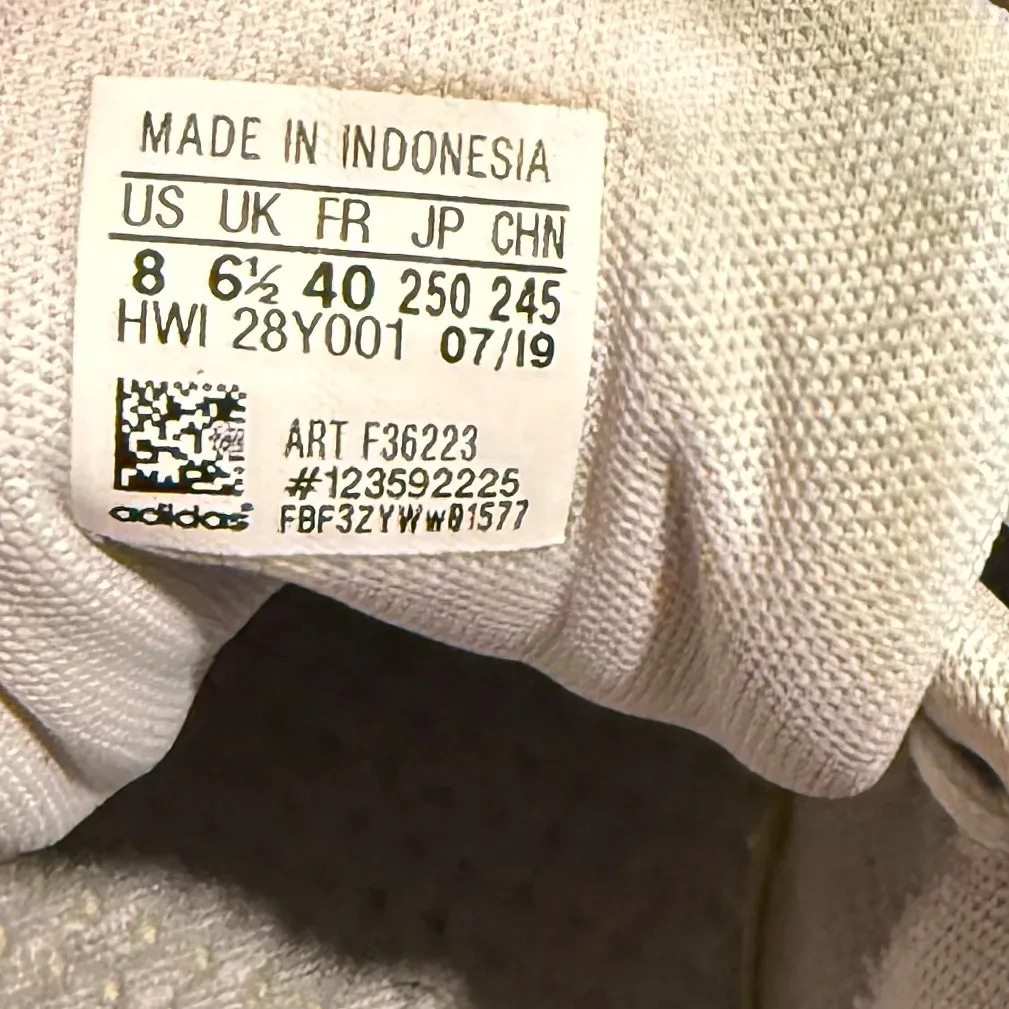 MADE IN INDONESIA
US UK FR JP CHN
8 6½ 40 250 245
HWI 28Y001 07/19
ART F36223
#123592225
adidas FBF3ZYWw01577